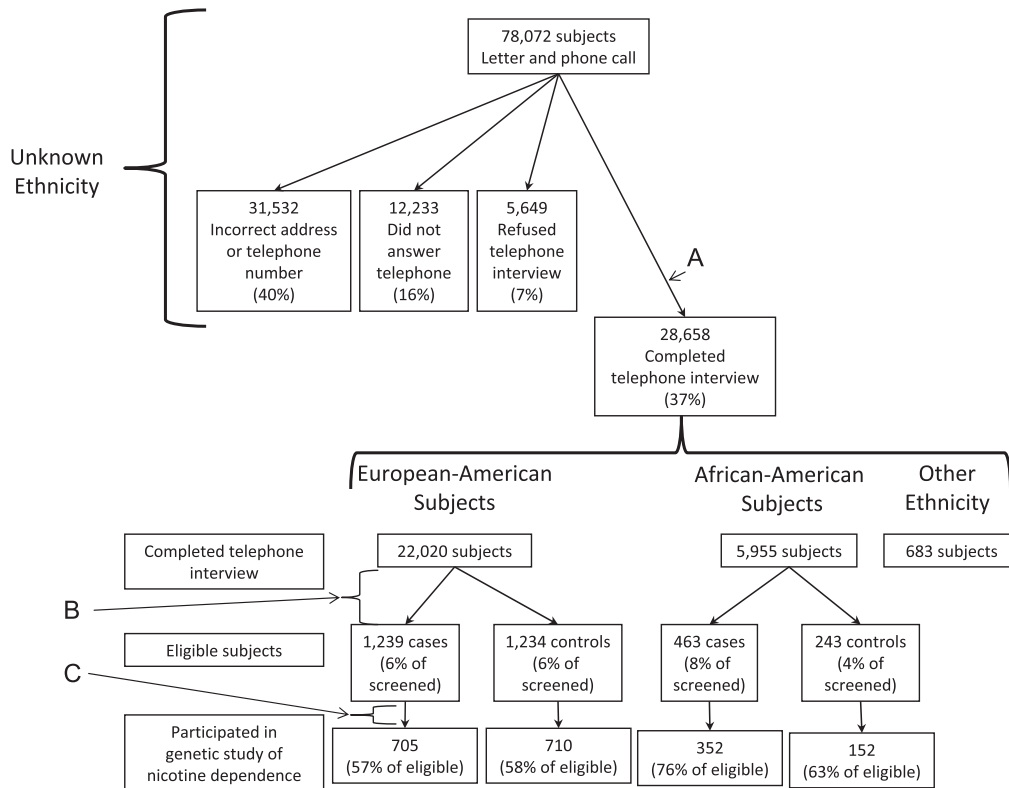 78,072 subjects
Letter and phone call
Unknown
Ethnicity
31,532
Incorrect address
or telephone
number
(40%)
12,233
Did not
answer
telephone
(16%)
5,649
Refused
telephone
interview
(7%)
A
28,658
Completed
telephone interview
(37%)
European-American
Subjects
African-American
Subjects
Other
Ethnicity
Completed telephone
interview
22,020 subjects
5,955 subjects
683 subjects
B
Eligible subjects
1,239 cases
(6% of
screened)
1,234 controls
(6% of
screened)
463 cases
(8% of
screened)
243 controls
(4% of
screened)
C
Participated in
genetic study of
nicotine dependence
705
(57% of eligible)
710
(58% of eligible)
352
(76% of eligible)
152
(63% of eligible)